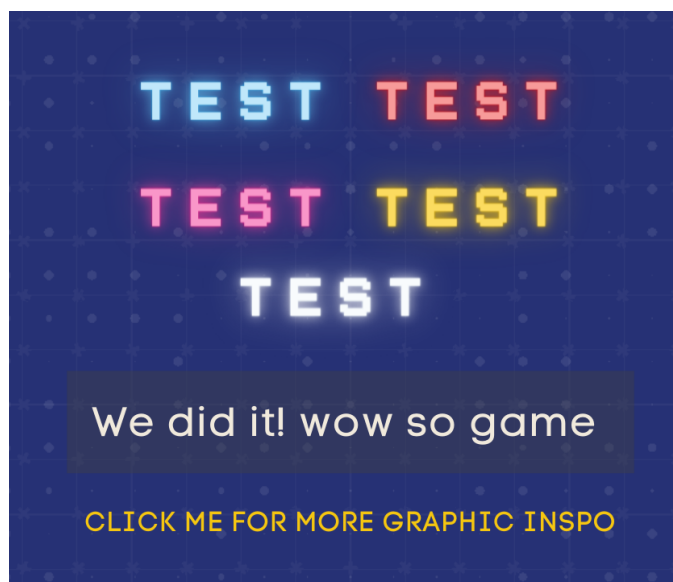 TEST TEST
TEST TEST
TEST
We did it! wow so game
CLICK ME FOR MORE GRAPHIC INSPO